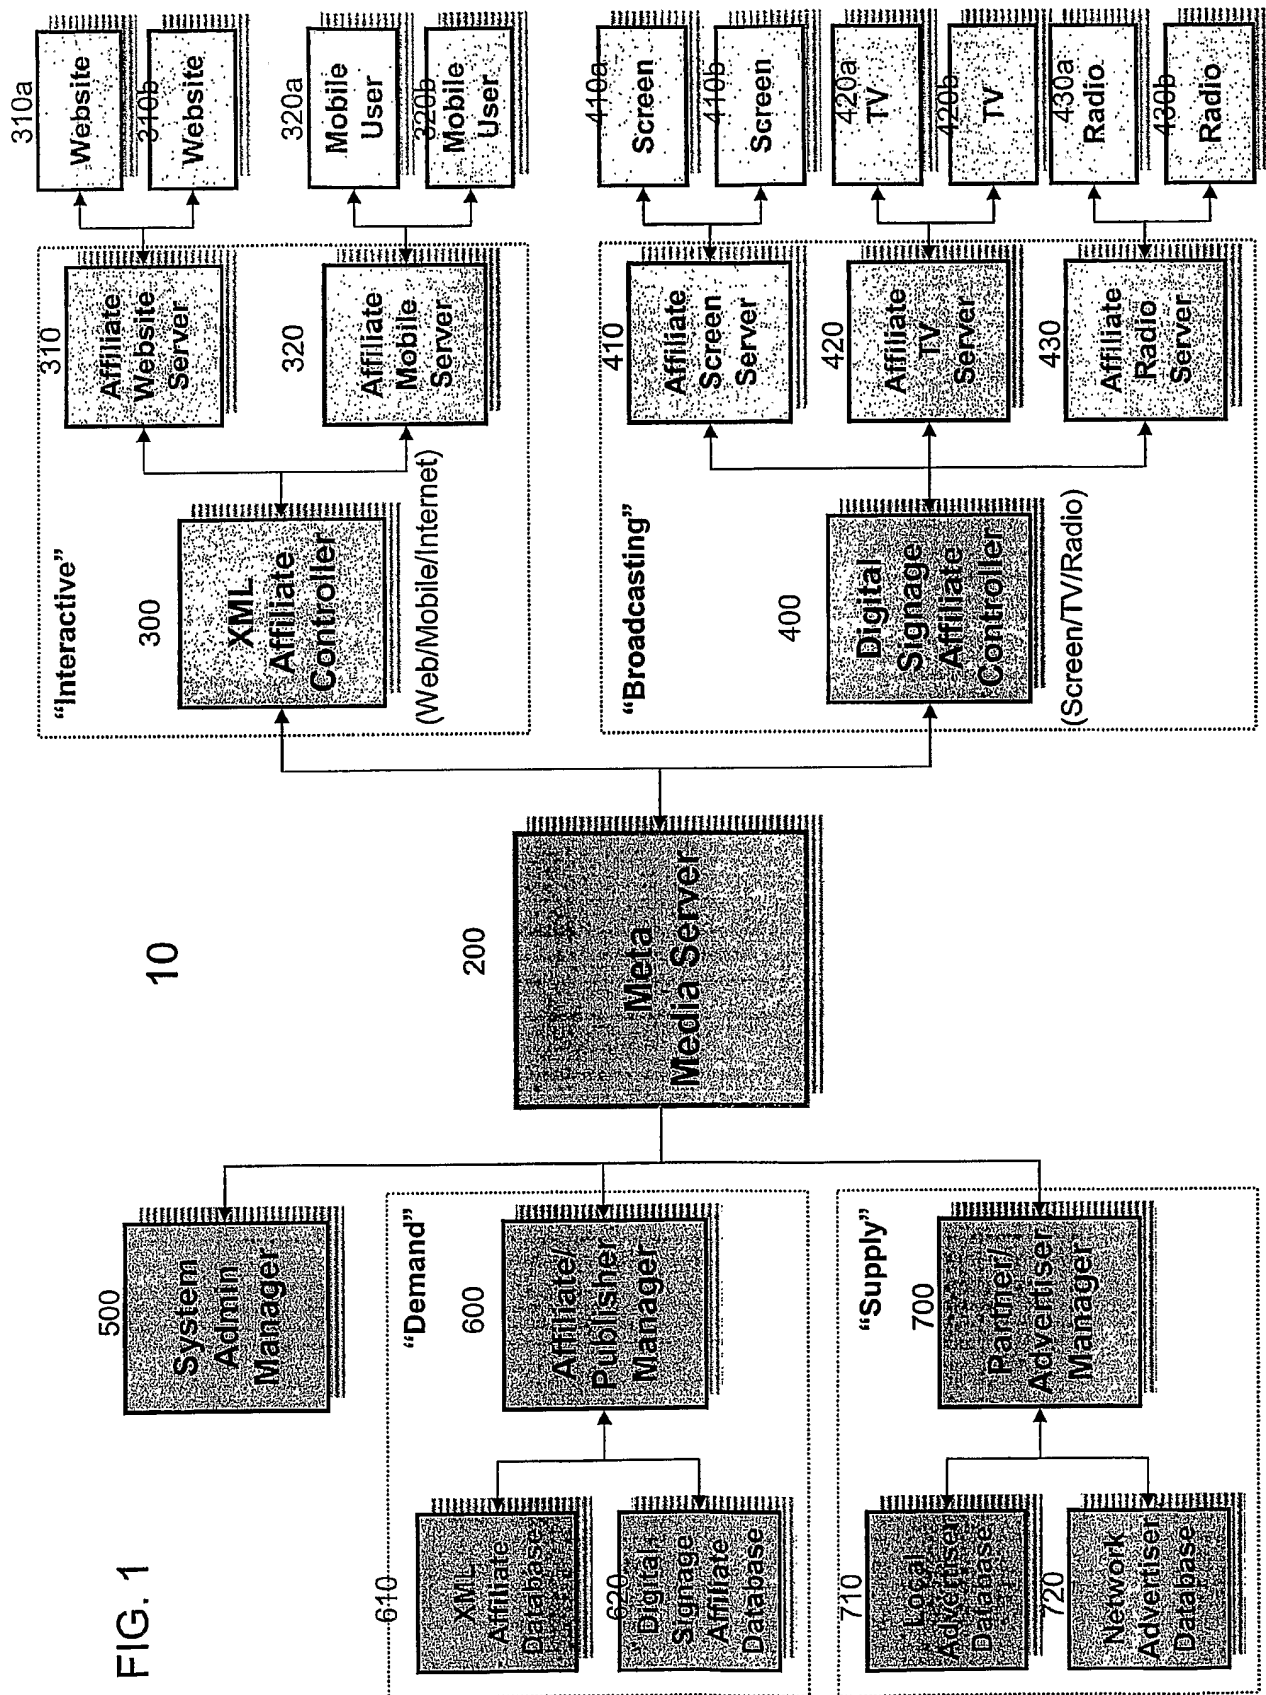 FIG. 1
10
500
System
Admin
Manager
"Demand"
600
Affiliate/
Publisher
Manager
610
XML
Affiliate
Database
620
Digital
Signage
Affiliate
Database
"Supply"
700
Partner/
Advertiser
Manager
710
Local
Advertiser
Database
720
Network
Advertiser
Database
200
Meta
Media Server
"Interactive"
300
XML
Affiliate
Controller
(Web/Mobile/Internet)
310
Affiliate
Website
Server
320
Affiliate
Mobile
Server
310a
Website
310b
Website
320a
Mobile
User
320b
Mobile
User
"Broadcasting"
400
Digital
Signage
Affiliate
Controller
(Screen/TV/Radio)
410
Affiliate
Screen
Server
420
Affiliate
TV
Server
430
Affiliate
Radio
Server
410a
Screen
410b
Screen
420a
TV
420b
TV
430a
Radio
430b
Radio